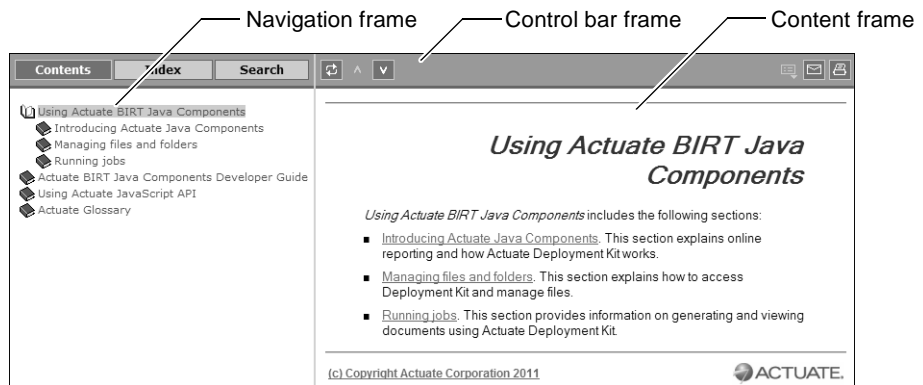 Navigation frame
Control bar frame
Content frame
Contents
Index
Search
Using Actuate BIRT Java Components
Introducing Actuate Java Components
Managing files and folders
Running jobs
Actuate BIRT Java Components Developer Guide
Using Actuate JavaScript API
Actuate Glossary
Using Actuate BIRT Java
Components
Using Actuate BIRT Java Components includes the following sections:
■ Introducing Actuate Java Components. This section explains online
reporting and how Actuate Deployment Kit works.
■ Managing files and folders. This section explains how to access
Deployment Kit and manage files.
■ Running jobs. This section provides information on generating and viewing
documents using Actuate Deployment Kit.
(c) Copyright Actuate Corporation 2011
ACTUATE.